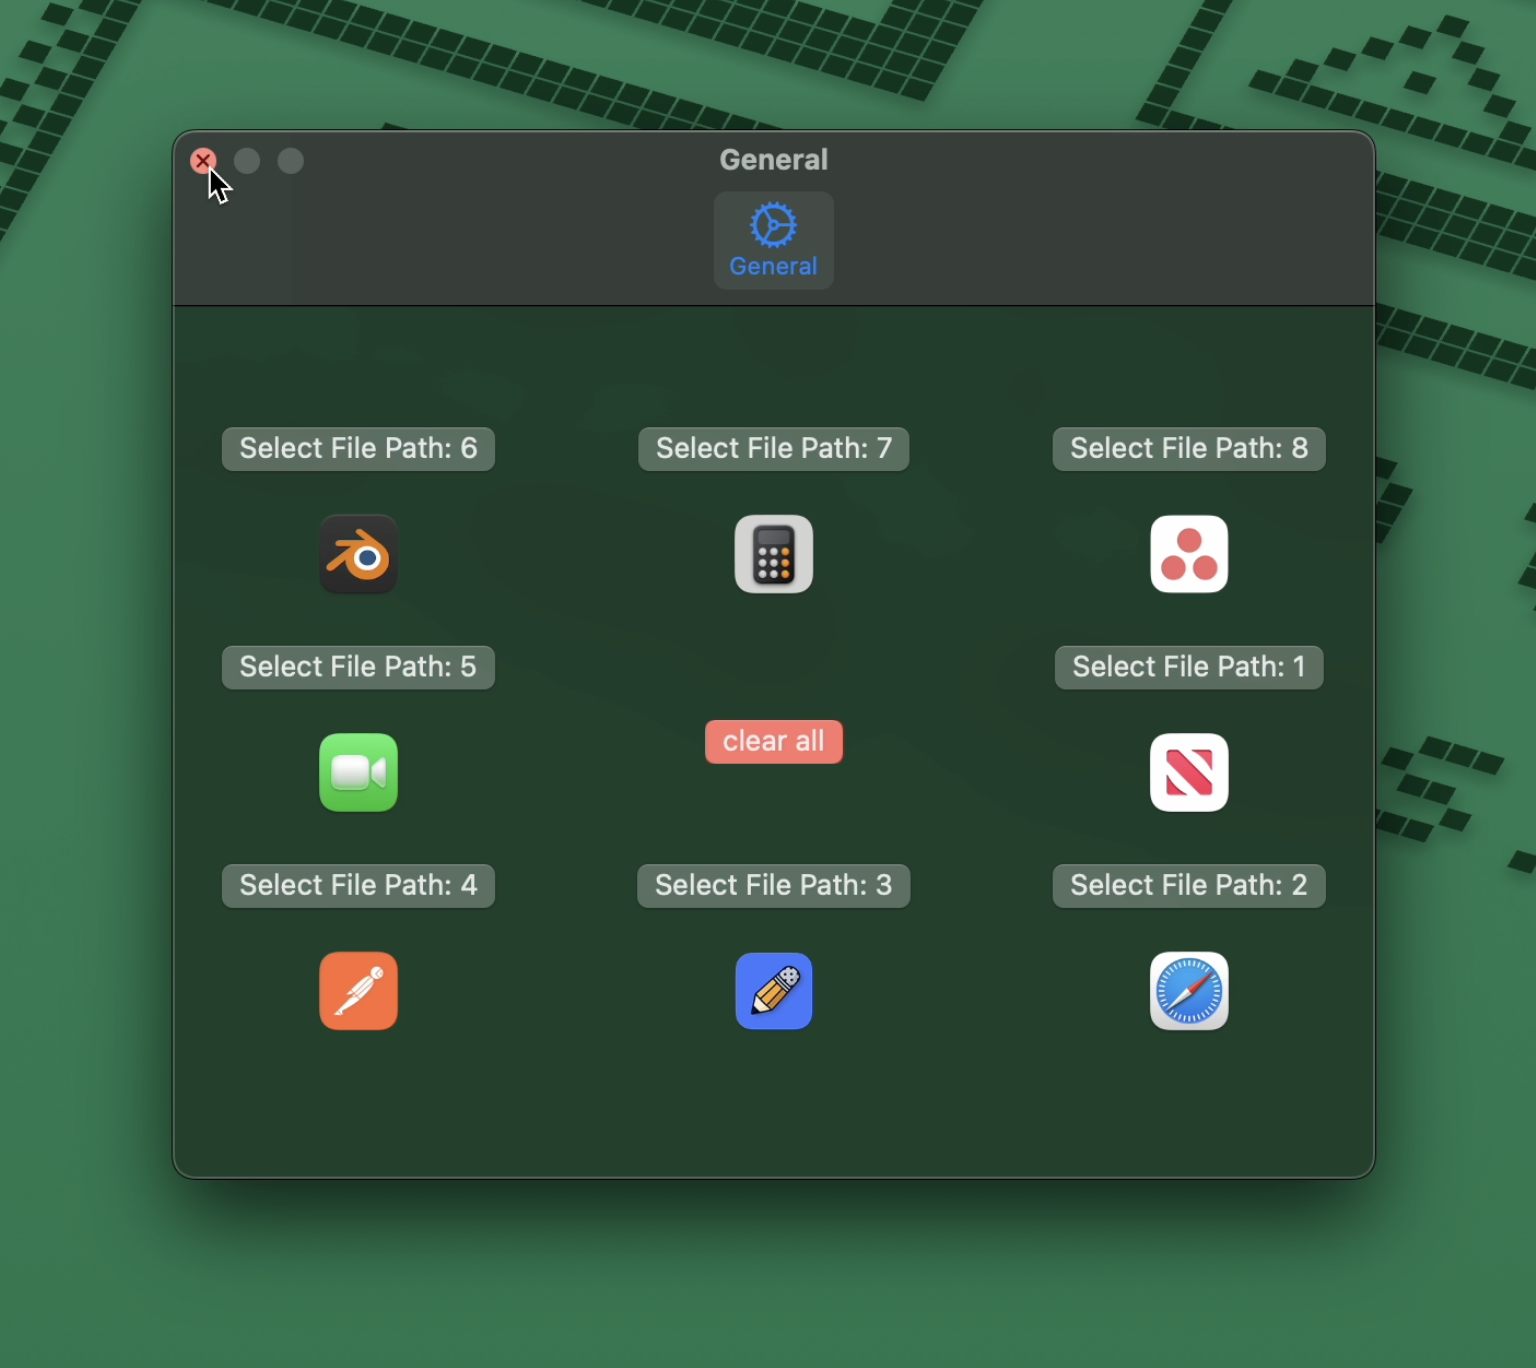 General
General
Select File Path: 6
Select File Path: 7
Select File Path: 8
Select File Path: 5
Select File Path: 1
clear all
Select File Path: 4
Select File Path: 3
Select File Path: 2